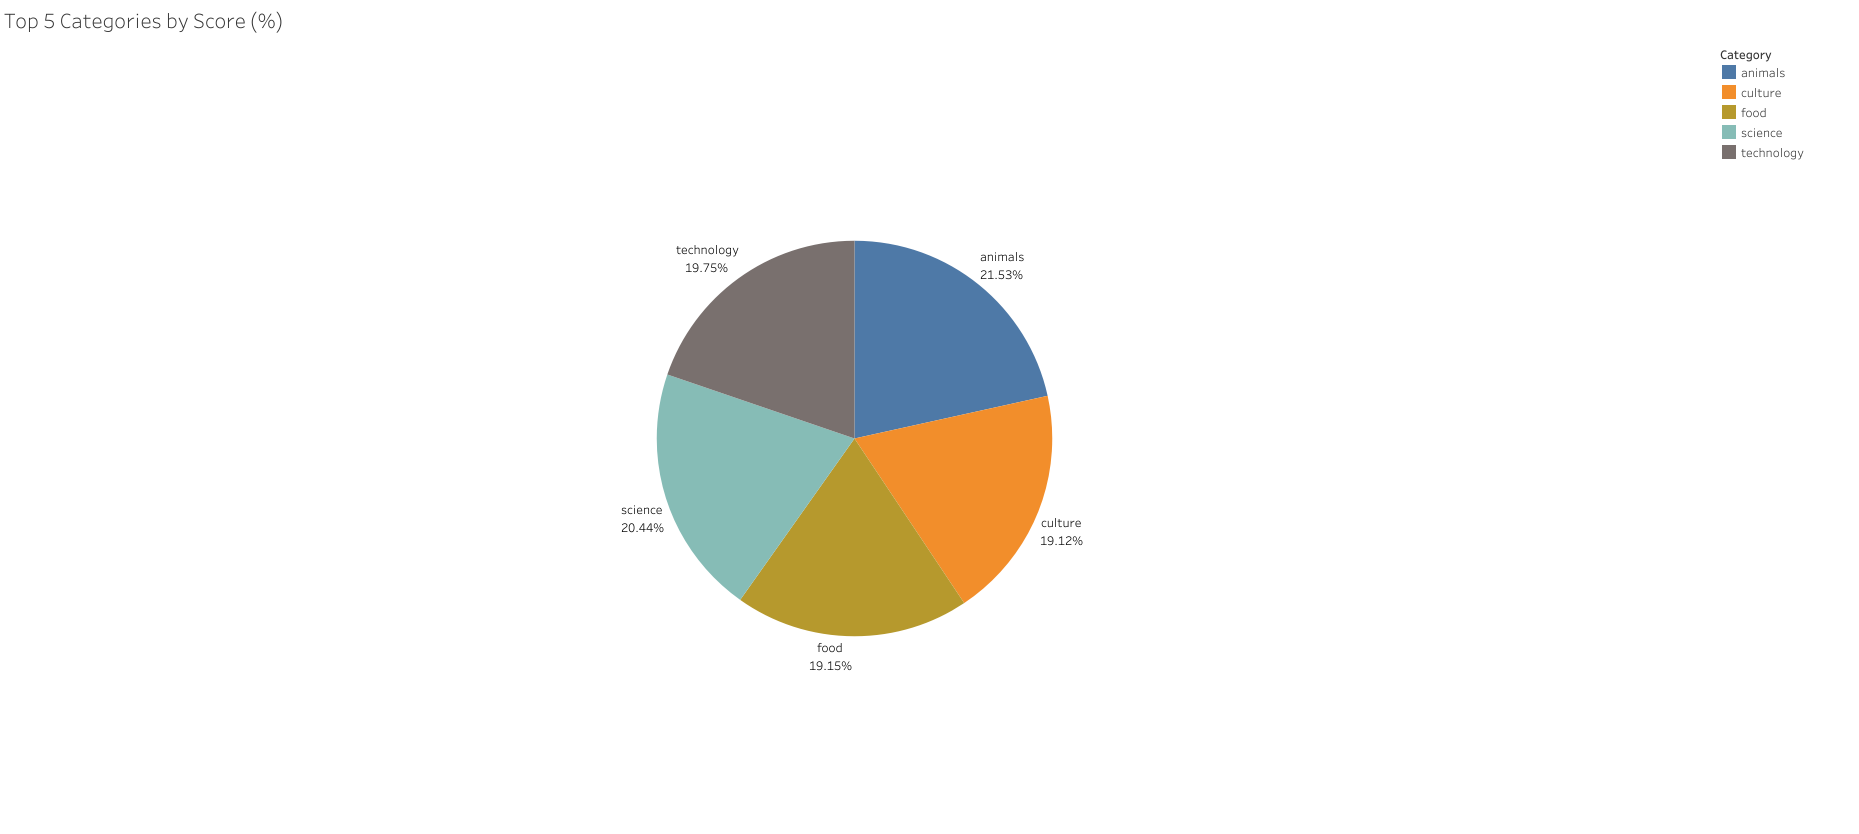 Top 5 Categories by Score (%)
Category
animals
culture
food
science
technology
technology
19.75%
animals
21.53%
science
20.44%
culture
19.12%
food
19.15%